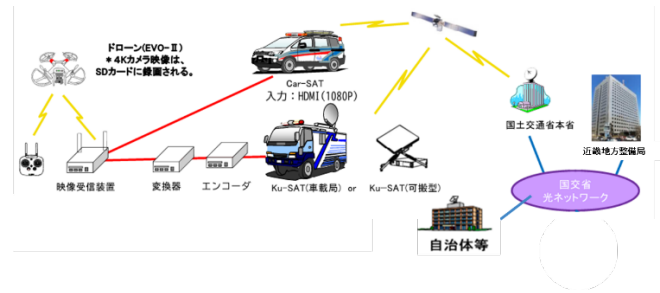 ドローン(EVO-Ⅱ)
＊4Kカメラ映像は、
SDカードに録画される。
Car-SAT
入力：HDMI(1080P)
国土交通省本省
近畿地方整備局
映像受信装置
変換器
エンコーダ
Ku-SAT(車載局) or
Ku-SAT(可搬型)
国交省
光ネットワーク
自治体等